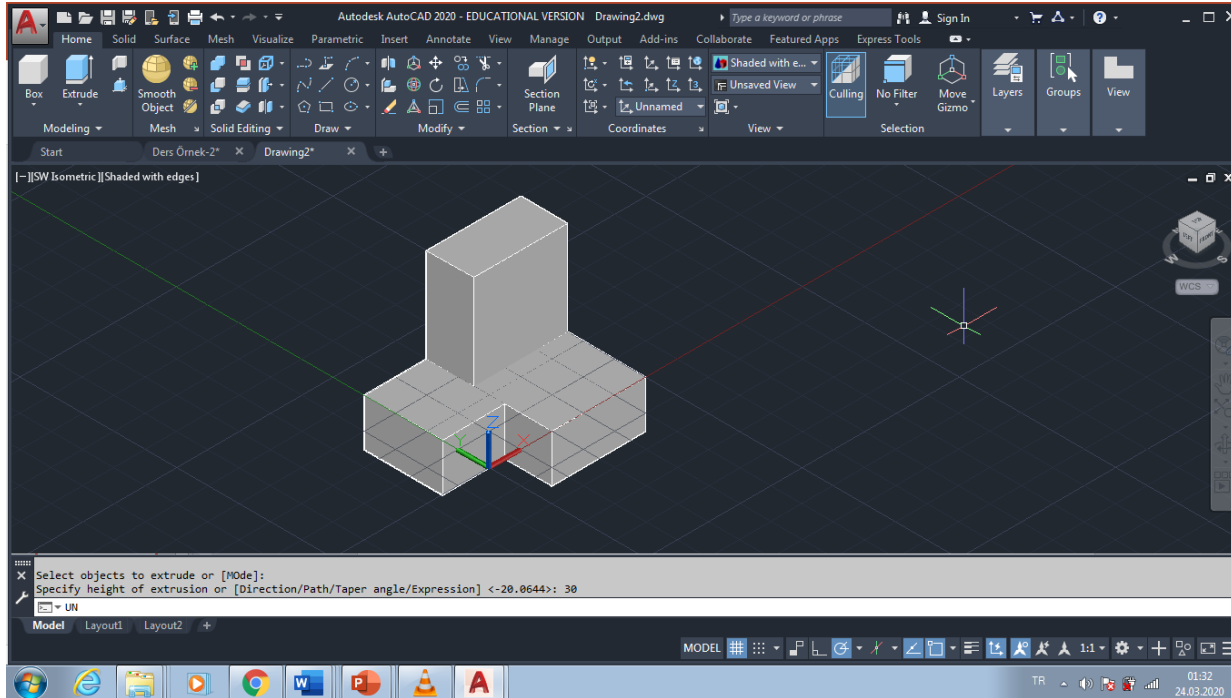 Autodesk AutoCAD 2020 - EDUCATIONAL VERSION Drawing2.dwg Type a keyword or phrase Sign In
Home Solid Surface Mesh Visualize Parametric Insert Annotate View Manage Output Add-ins Collaborate Featured Apps Express Tools
Box Extrude Smooth Object Section Plane Unnamed Shaded with e... Unsaved View Culling No Filter Move Gizmo Layers Groups View
Modeling Mesh Solid Editing Draw Modify Section Coordinates View Selection
Start Ders Örnek-2* Drawing2* +
[−][SW Isometric][Shaded with edges]
W S
WCS
Y Z X
Select objects to extrude or [MOde]:
Specify height of extrusion or [Direction/Path/Taper angle/Expression] <-20.0644>: 30
UN
Model Layout1 Layout2 +
MODEL 1:1
TR 01:32
24.03.2020